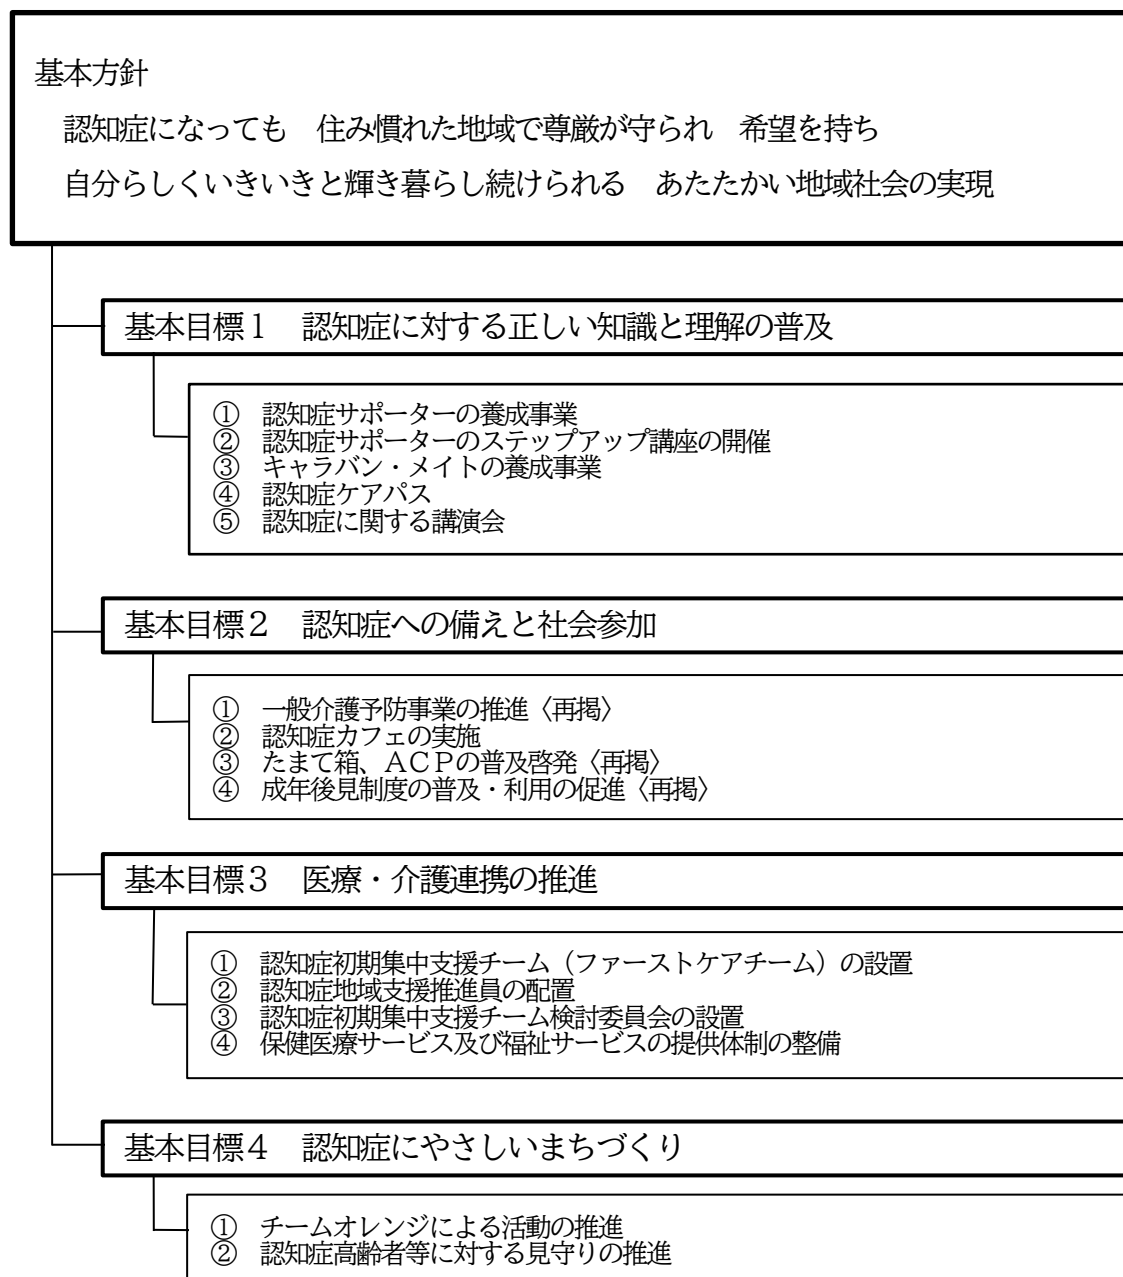 基本方針
認知症になっても　住み慣れた地域で尊厳が守られ　希望を持ち
自分らしくいきいきと輝き暮らし続けられる　あたたかい地域社会の実現
基本目標１　認知症に対する正しい知識と理解の普及
①　認知症サポーターの養成事業
②　認知症サポーターのステップアップ講座の開催
③　キャラバン・メイトの養成事業
④　認知症ケアパス
⑤　認知症に関する講演会
基本目標２　認知症への備えと社会参加
①　一般介護予防事業の推進〈再掲〉
②　認知症カフェの実施
③　たまて箱、ＡＣＰの普及啓発〈再掲〉
④　成年後見制度の普及・利用の促進〈再掲〉
基本目標３　医療・介護連携の推進
①　認知症初期集中支援チーム（ファーストケアチーム）の設置
②　認知症地域支援推進員の配置
③　認知症初期集中支援チーム検討委員会の設置
④　保健医療サービス及び福祉サービスの提供体制の整備
基本目標４　認知症にやさしいまちづくり
①　チームオレンジによる活動の推進
②　認知症高齢者等に対する見守りの推進